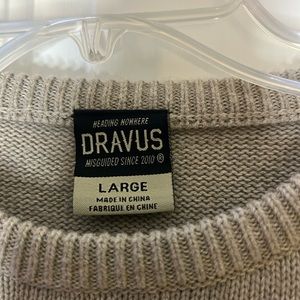 HEADING NOWHERE
DRAVUS
MISGUIDED SINCE 2010 ®
LARGE
MADE IN CHINA
FABRIQUÉ EN CHINE